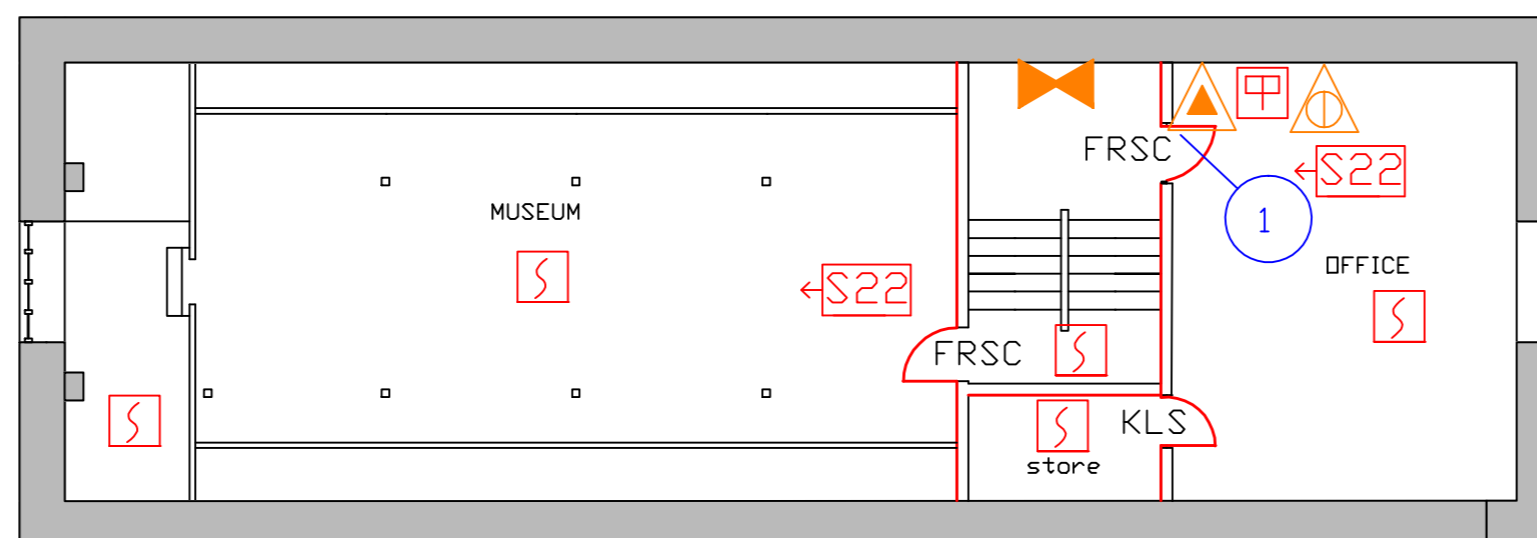 FRSC
S22
MUSEUM
1
OFFICE
S
S22
S
FRSC
S
S
S
KLS
store